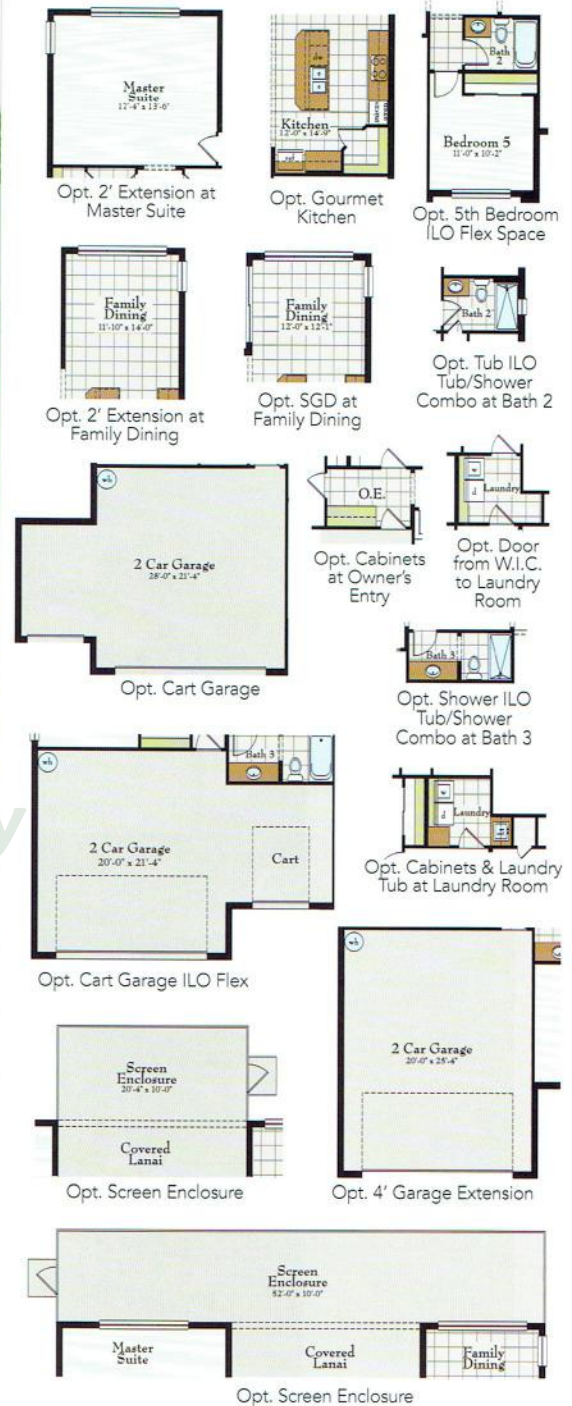 Master
Suite
17'-4" x 13'-6"
Opt. 2' Extension at
Master Suite
dw
Kitchen
12'-0" x 14'-9"
ref
Opt. Gourmet
Kitchen
Bath
2
Bedroom 5
11'-0" x 10'-2"
Opt. 5th Bedroom
ILO Flex Space
Family
Dining
11'-10" x 14'-0"
Opt. 2' Extension at
Family Dining
Family
Dining
12'-0" x 12'-1"
Opt. SGD at
Family Dining
Bath 2
Opt. Tub ILO
Tub/Shower
Combo at Bath 2
wh
2 Car Garage
28'-0" x 21'-4"
Opt. Cart Garage
O.E.
Opt. Cabinets
at Owner's
Entry
w
d
Laundry
Opt. Door
from W.I.C.
to Laundry
Room
Bath 3
Opt. Shower ILO
Tub/Shower
Combo at Bath 3
wh
Bath 3
2 Car Garage
20'-0" x 21'-4"
Cart
Opt. Cart Garage ILO Flex
w
d
Laundry
Opt. Cabinets & Laundry
Tub at Laundry Room
wh
2 Car Garage
20'-0" x 25'-4"
Opt. 4' Garage Extension
Screen
Enclosure
20'-4" x 10'-0"
Covered
Lanai
Opt. Screen Enclosure
Screen
Enclosure
52'-0" x 10'-0"
Master
Suite
Covered
Lanai
Family
Dining
Opt. Screen Enclosure